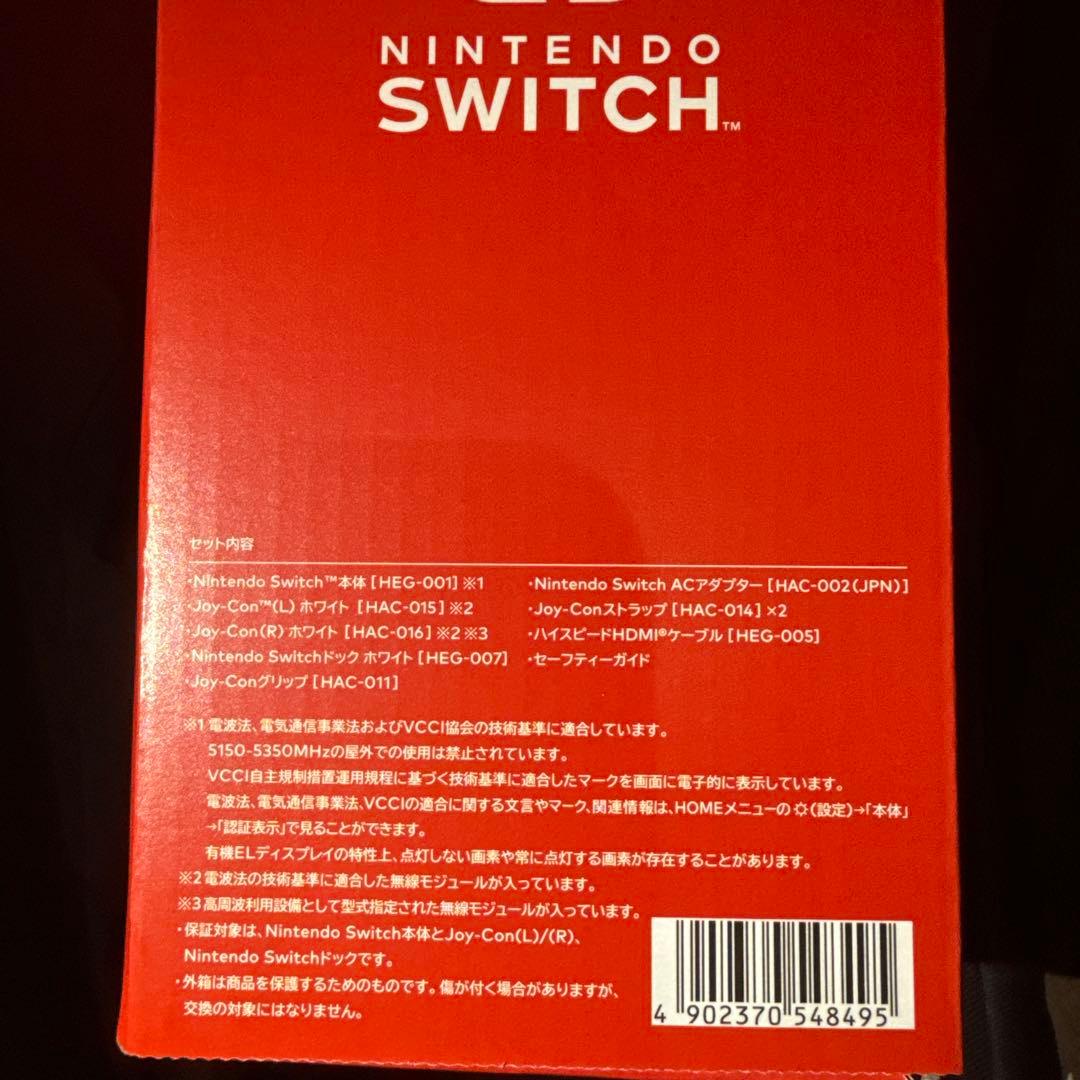 NINTENDO
SWITCH™
セット内容
・Nintendo Switch™本体 [HEG-001] ※1
・Joy-Con™(L) ホワイト [HAC-015] ※2
・Joy-Con(R) ホワイト [HAC-016] ※2 ※3
・Nintendo Switchドック ホワイト [HEG-007]
・Joy-Conグリップ [HAC-011]
・Nintendo Switch ACアダプター [HAC-002(JPN)]
・Joy-Conストラップ [HAC-014] ×2
・ハイスピードHDMI®ケーブル [HEG-005]
・セーフティーガイド
※1 電波法、電気通信事業法およびVCCI協会の技術基準に適合しています。
5150-5350MHzの屋外での使用は禁止されています。
VCCI自主規制措置運用規程に基づく技術基準に適合したマークを画面に電子的に表示しています。
電波法、電気通信事業法、VCCIの適合に関する文言やマーク、関連情報は、HOMEメニューの(設定)→「本体」
→「認証表示」で見ることができます。
有機ELディスプレイの特性上、点灯しない画素や常に点灯する画素が存在することがあります。
※2 電波法の技術基準に適合した無線モジュールが入っています。
※3 高周波利用設備として型式指定された無線モジュールが入っています。
・保証対象は、Nintendo Switch本体とJoy-Con(L)/(R)、
Nintendo Switchドックです。
・外箱は商品を保護するためのものです。傷が付く場合がありますが、
交換の対象にはなりません。
4 902370 548495